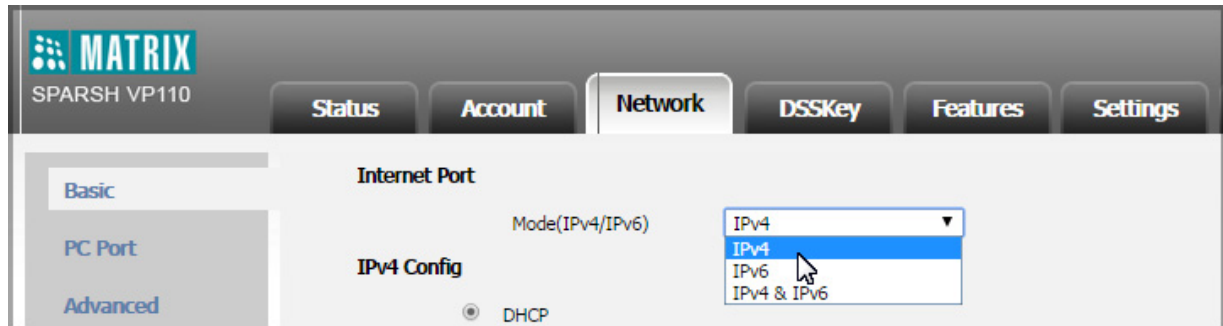 MATRIX
SPARSH VP110
Status Account Network DSSKey Features Settings
Basic
PC Port
Advanced
Internet Port
Mode(IPv4/IPv6) IPv4
IPv4
IPv6
IPv4 & IPv6
IPv4 Config
DHCP